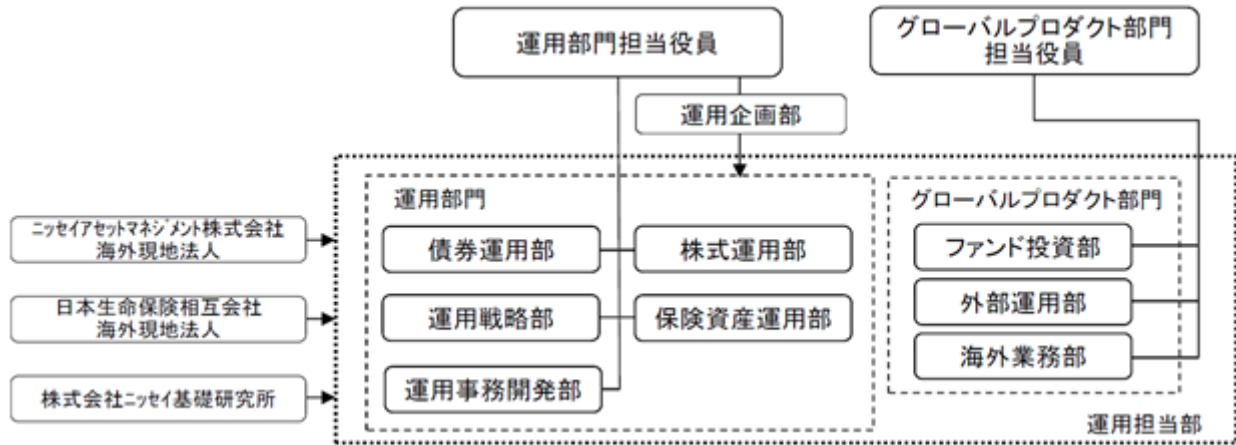 運用部門担当役員
グローバルプロダクト部門
担当役員
運用企画部
運用部門
グローバルプロダクト部門
ニッセイアセットマネジメント株式会社
海外現地法人
債券運用部
株式運用部
ファンド投資部
日本生命保険相互会社
海外現地法人
運用戦略部
保険資産運用部
外部運用部
海外業務部
株式会社ニッセイ基礎研究所
運用事務開発部
運用担当部